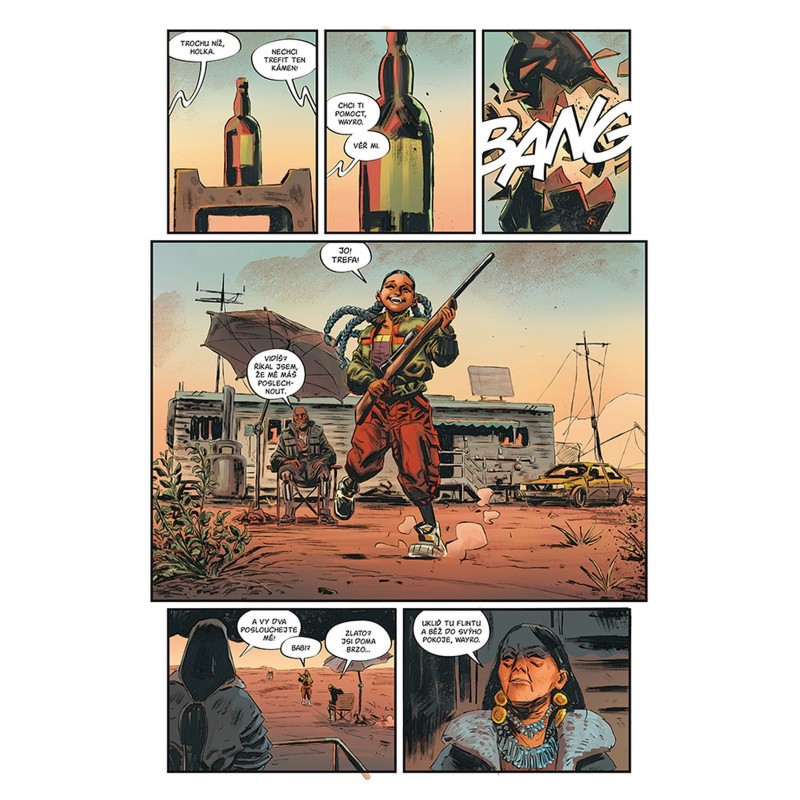 TROCHU NÍŽ,
HOLKA.
NECHCI
TREFIT TEN
KÁMEN!
CHCI TI
POMOCT,
WAYRO.
VĚŘ MI.
BANG
JO!
TREFA!
VIDÍŠ?
ŘÍKAL JSEM,
ŽE MĚ MÁŠ
POSLECH-
NOUT.
A VY DVA
POSLOUCHEJTE
MĚ!
BABI?
ZLATO?
JSI DOMA
BRZO...
UKLIĎ TU FLINTU
A BĚŽ DO SVÝHO
POKOJE, WAYRO.